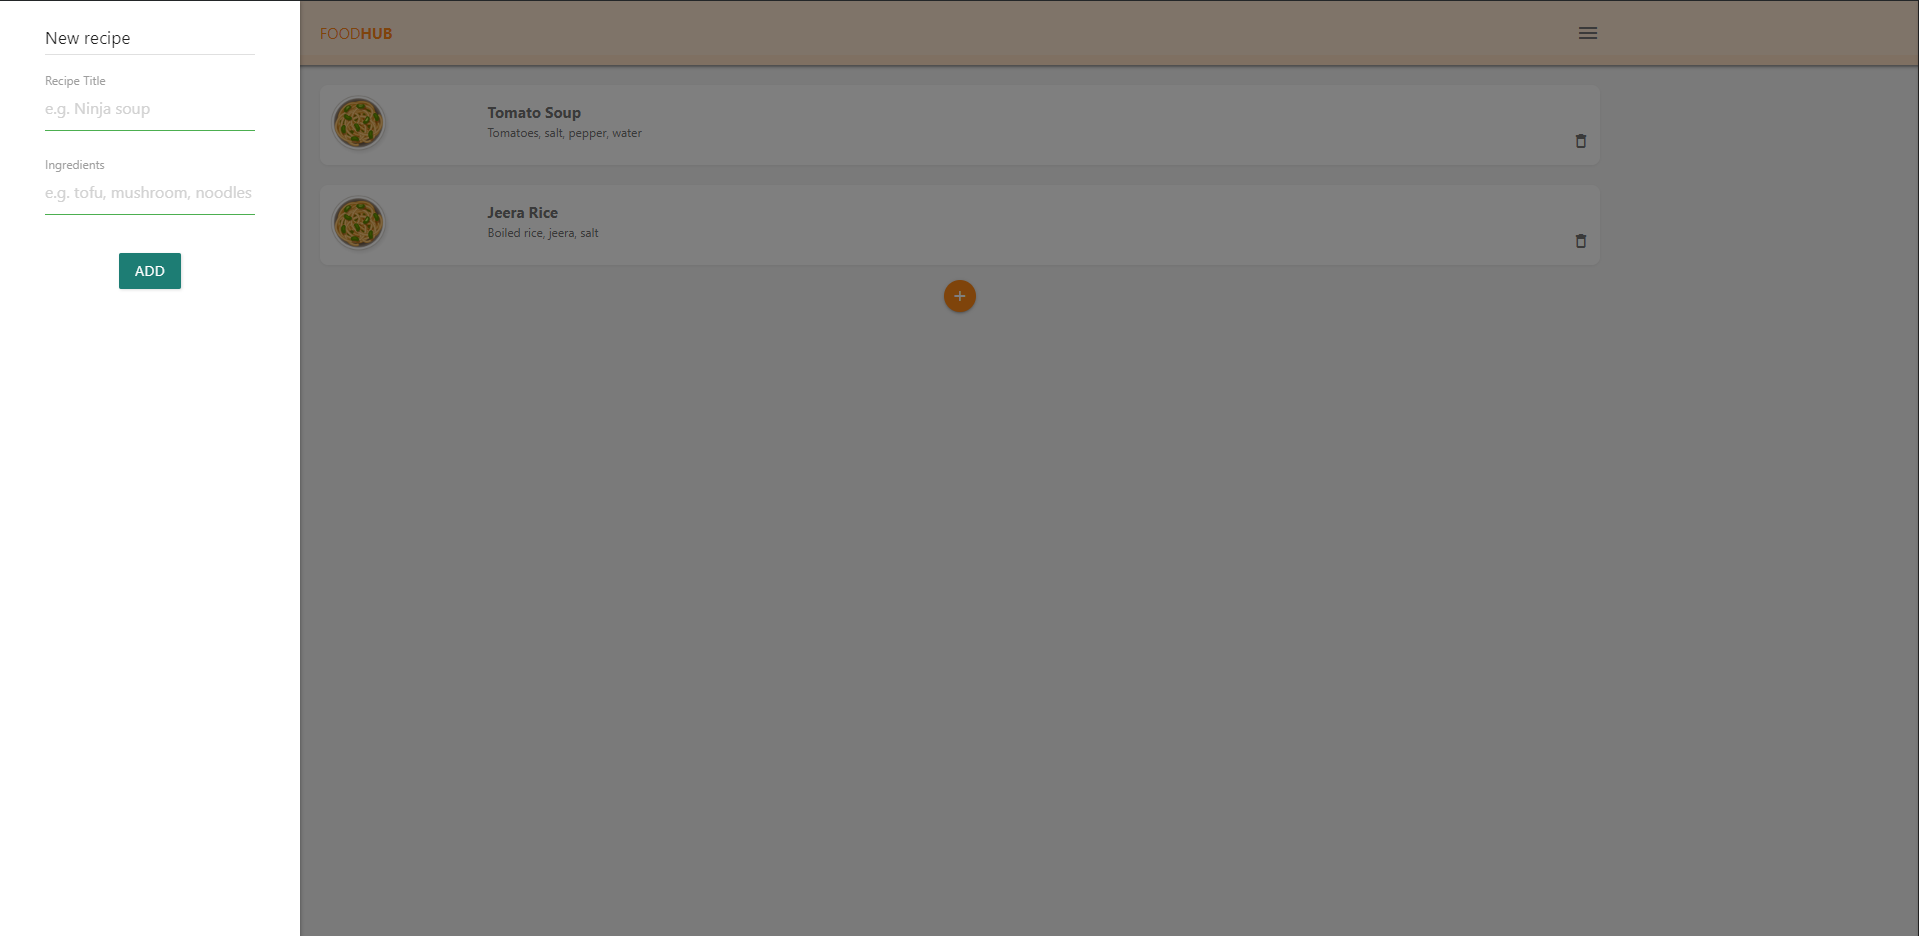 New recipe
Recipe Title
e.g. Ninja soup
Ingredients
e.g. tofu, mushroom, noodles
ADD
FOODHUB
Tomato Soup
Tomatoes, salt, pepper, water
Jeera Rice
Boiled rice, jeera, salt